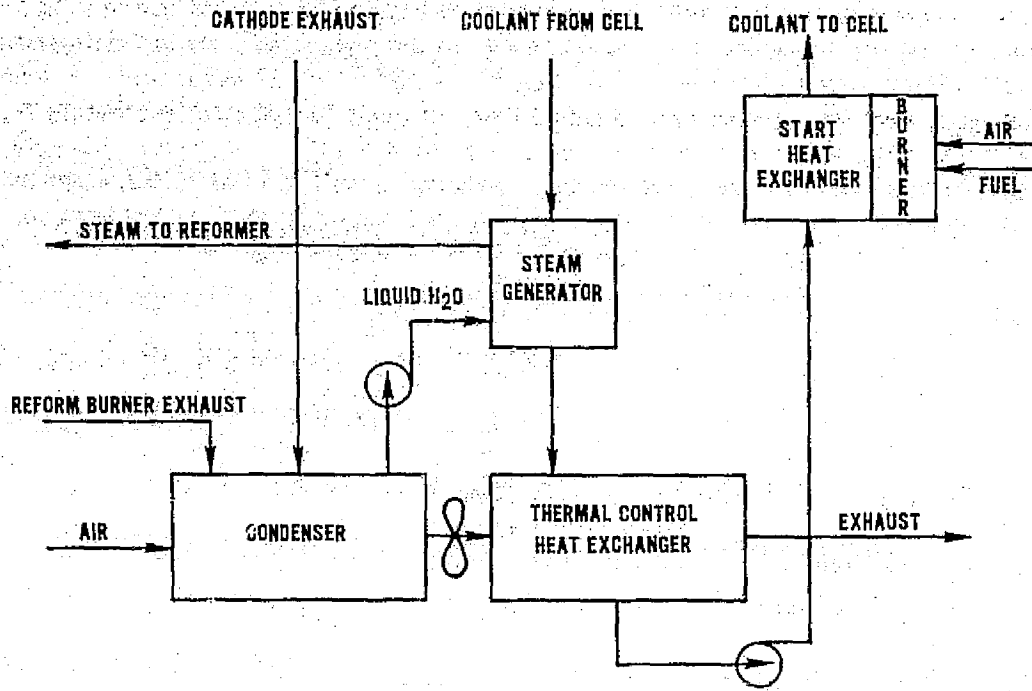 CATHODE EXHAUST
COOLANT FROM CELL
COOLANT TO CELL
START
HEAT
EXCHANGER
BURNER
AIR
FUEL
STEAM TO REFORMER
STEAM
GENERATOR
LIQUID H2O
REFORM BURNER EXHAUST
AIR
CONDENSER
THERMAL CONTROL
HEAT EXCHANGER
EXHAUST